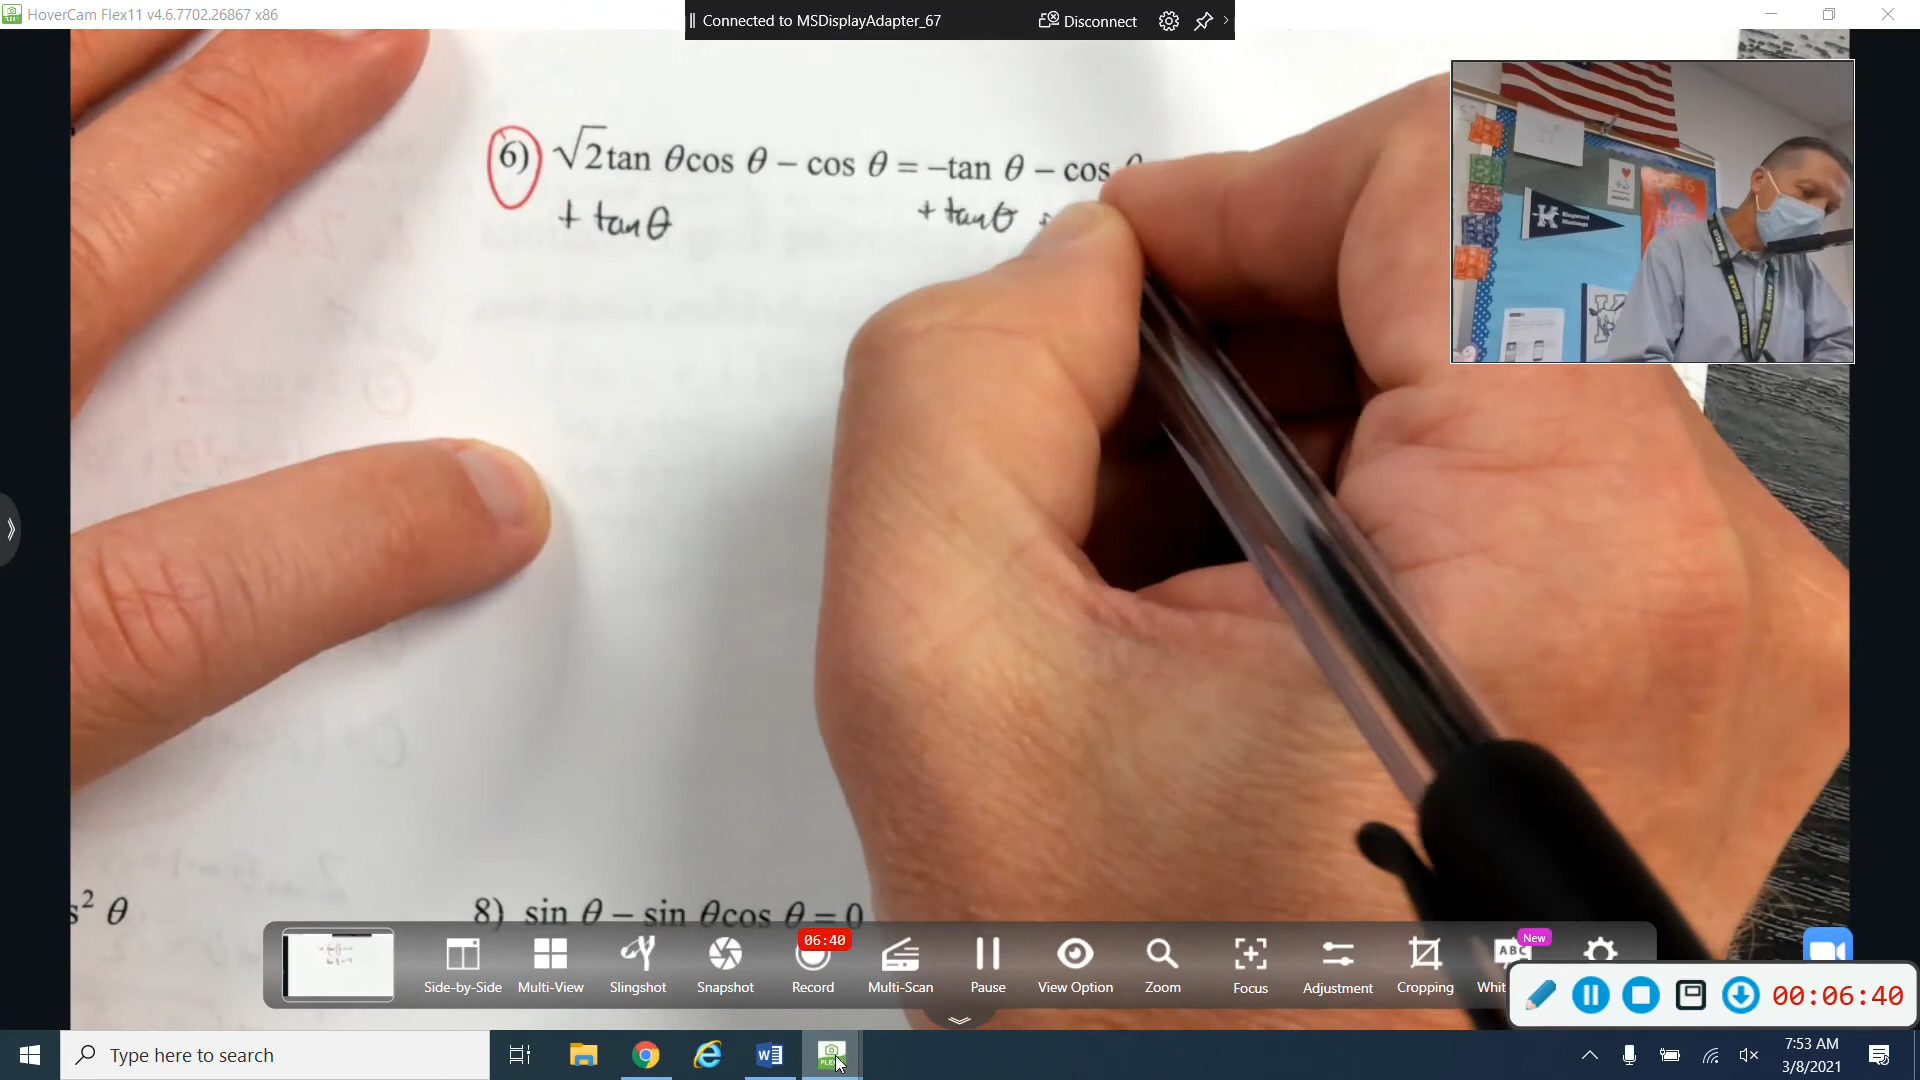 HoverCam Flex11 v4.6.7702.26867 x86
Connected to MSDisplayAdapter_67
Disconnect
6) √2tan θcos θ − cos θ = −tan θ − cos θ
+ tan θ
+ tan θ
s² θ
8) sin θ − sin θcos θ = 0
06:40
New
ABC
Side-by-Side
Multi-View
Slingshot
Snapshot
Record
Multi-Scan
Pause
View Option
Zoom
Focus
Adjustment
Cropping
Whit
00:06:40
Type here to search
7:53 AM
3/8/2021